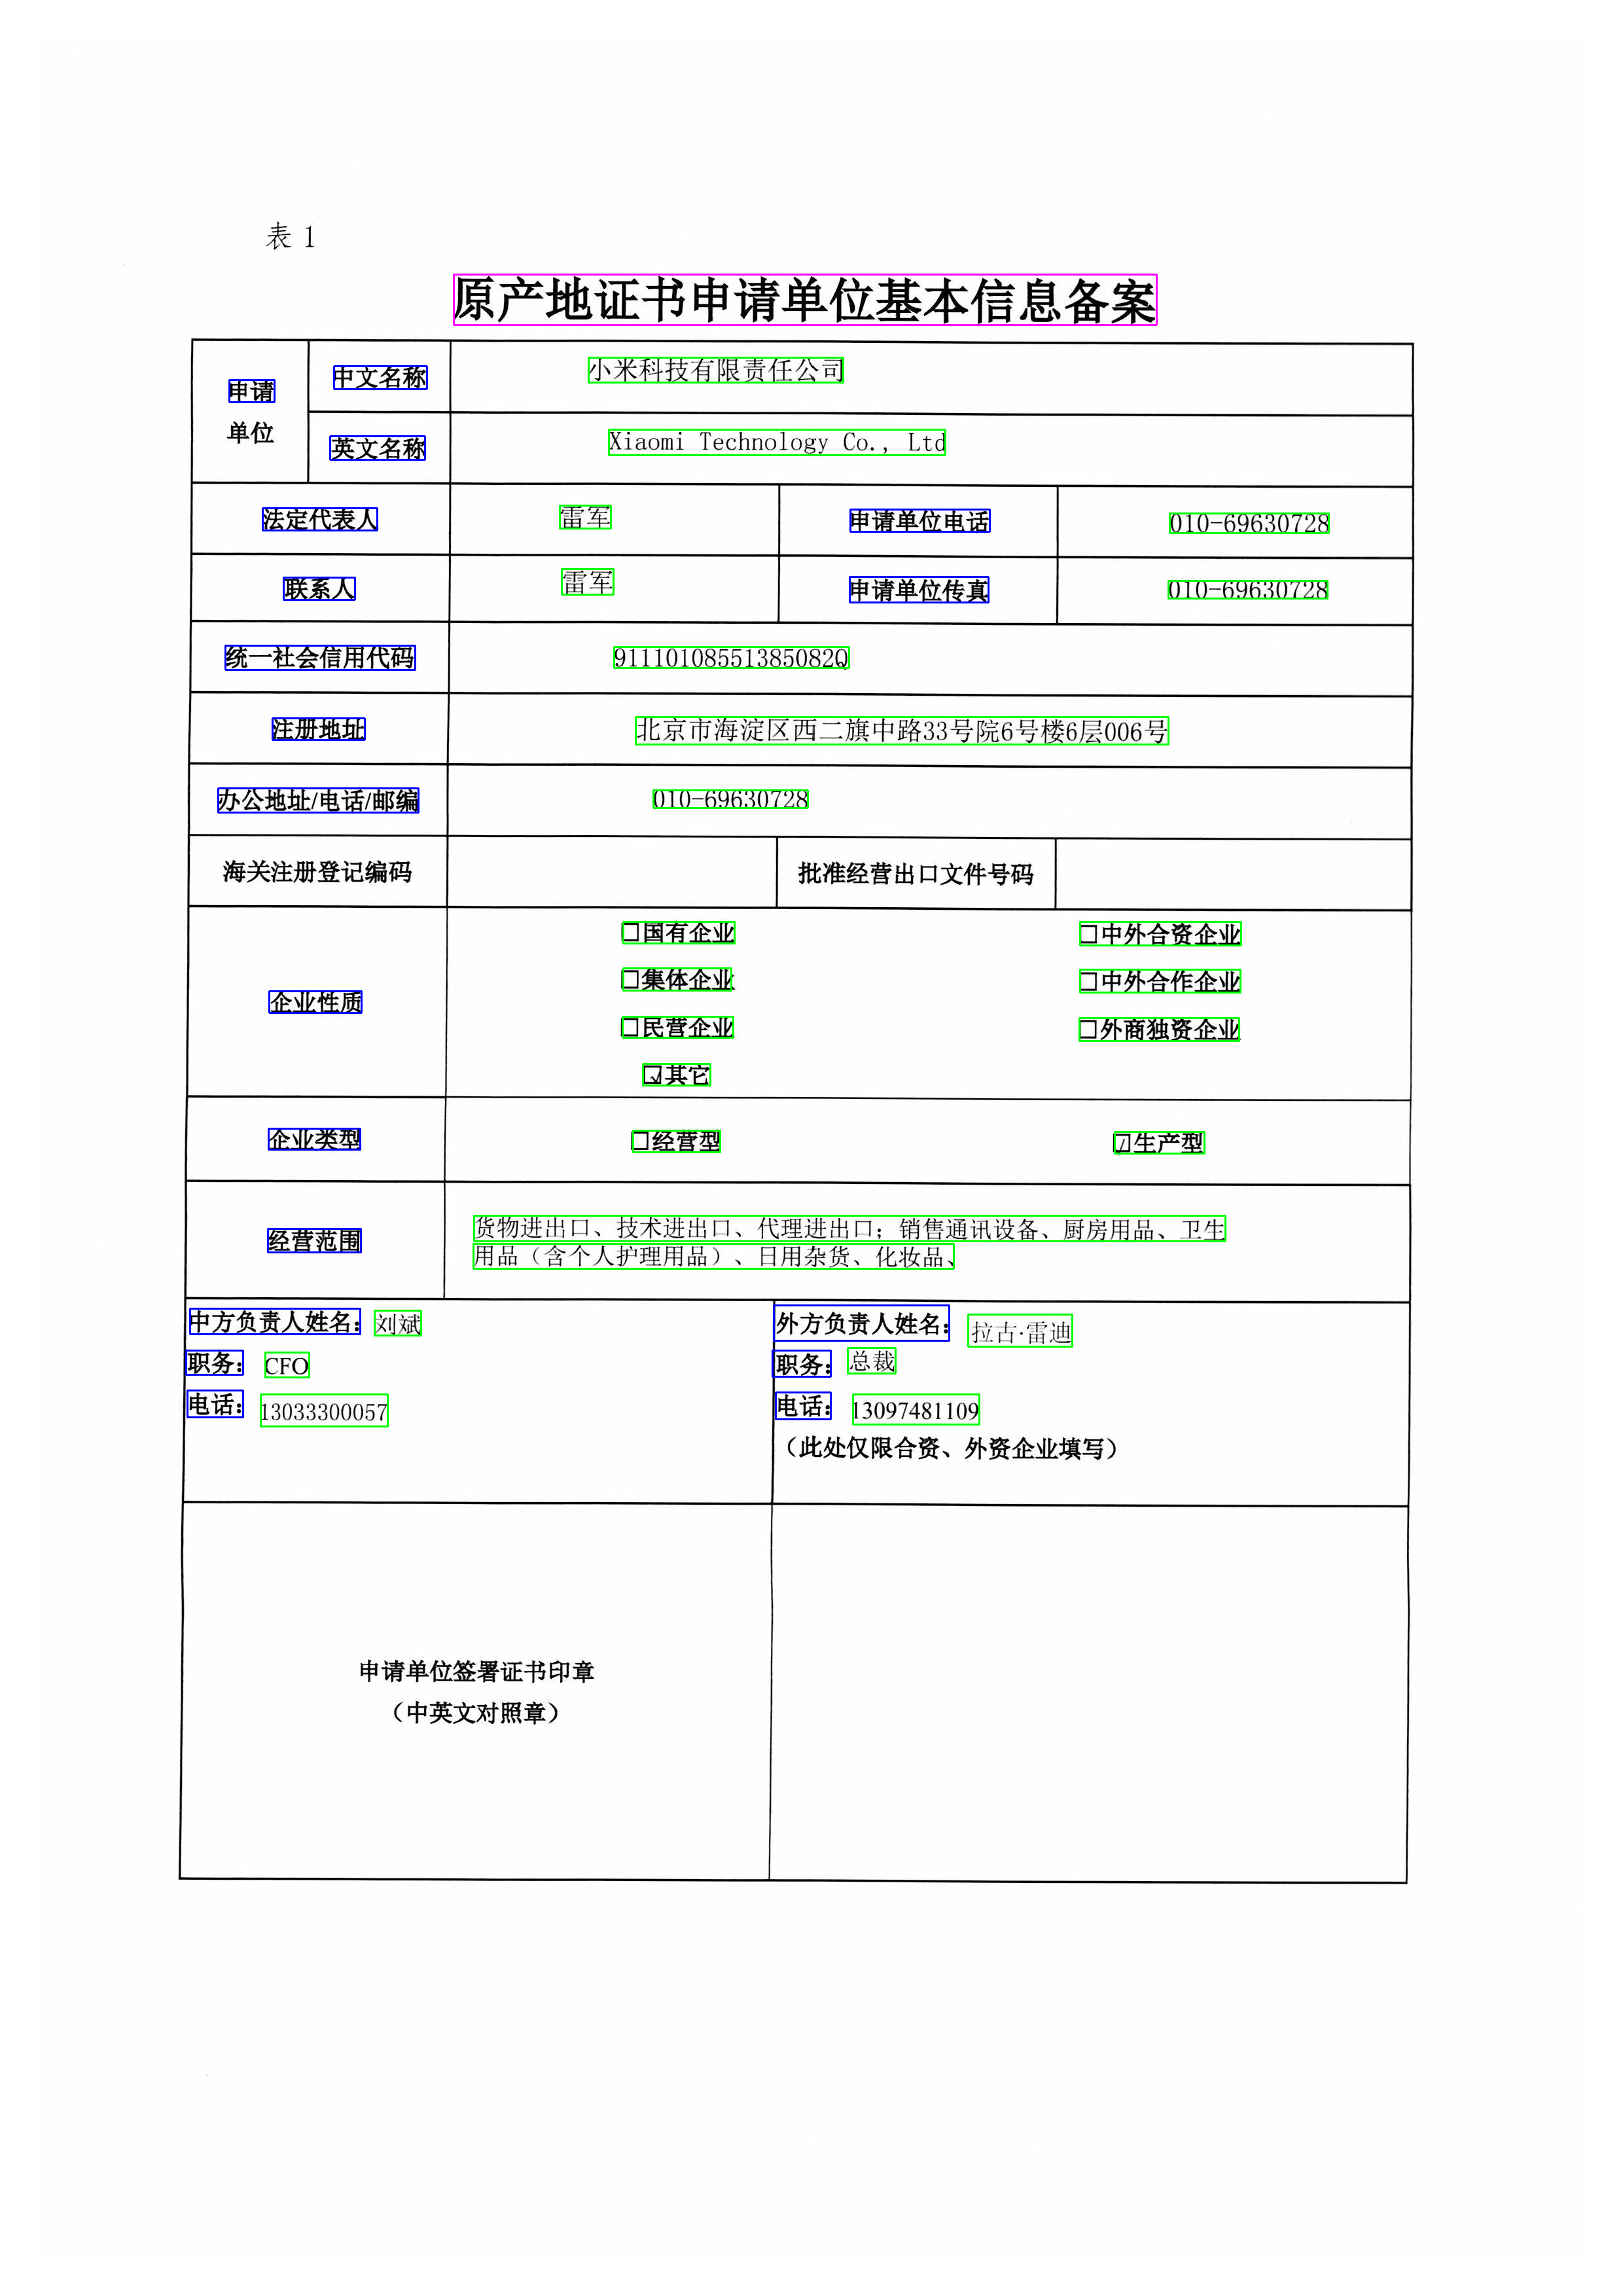 表1
原产地证书申请单位基本信息备案
申请
单位
中文名称
小米科技有限责任公司
英文名称
Xiaomi Technology Co., Ltd
法定代表人
雷军
申请单位电话
010-69630728
联系人
雷军
申请单位传真
010-69630728
统一社会信用代码
91110108551385082Q
注册地址
北京市海淀区西二旗中路33号院6号楼6层006号
办公地址/电话/邮编
010-69630728
海关注册登记编码
批准经营出口文件号码
企业性质
□国有企业
□中外合资企业
□集体企业
□中外合作企业
□民营企业
□外商独资企业
☑其它
企业类型
□经营型
☑生产型
经营范围
货物进出口、技术进出口、代理进出口；销售通讯设备、厨房用品、卫生
用品（含个人护理用品）、日用杂货、化妆品、
中方负责人姓名：刘斌
职务：CFO
电话：13033300057
外方负责人姓名：拉古·雷迪
职务：总裁
电话：13097481109
（此处仅限合资、外资企业填写）
申请单位签署证书印章
（中英文对照章）